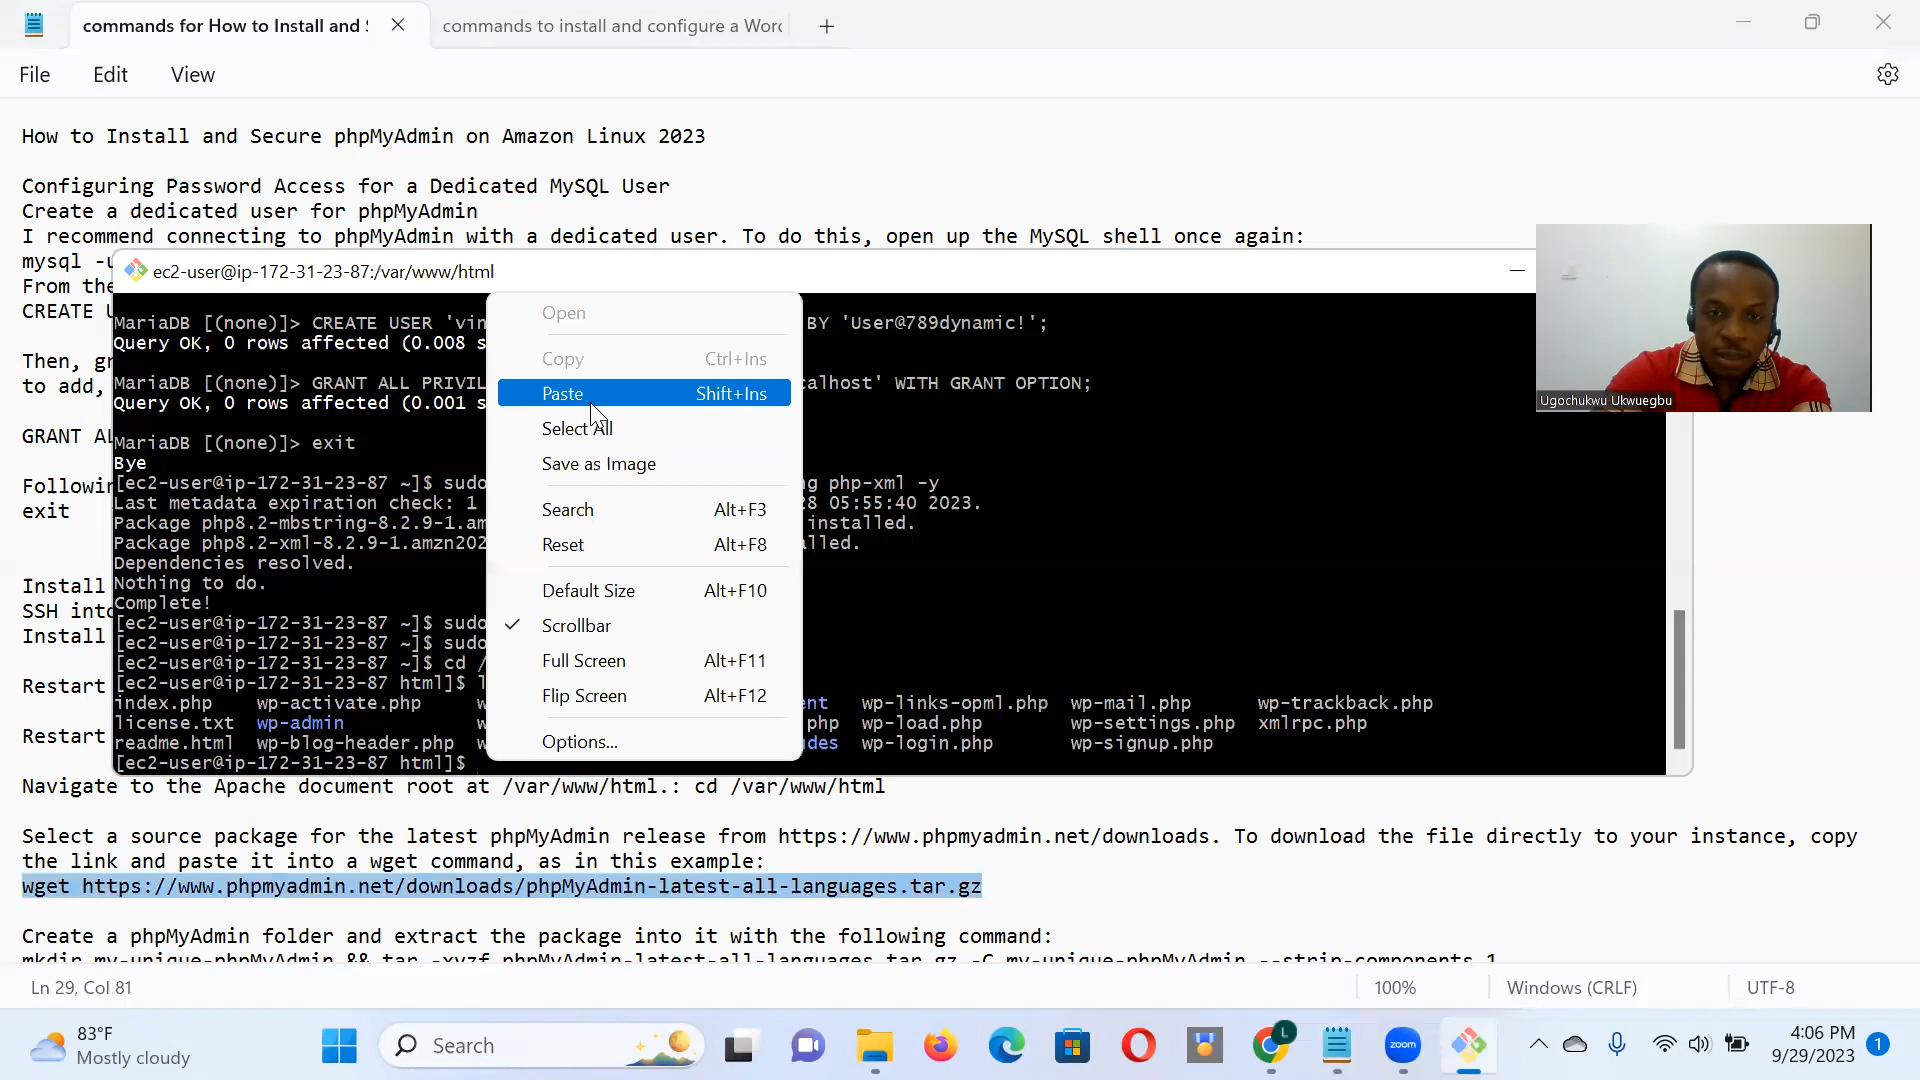 commands for How to Install and S
commands to install and configure a Word
File Edit View
How to Install and Secure phpMyAdmin on Amazon Linux 2023
Configuring Password Access for a Dedicated MySQL User
Create a dedicated user for phpMyAdmin
I recommend connecting to phpMyAdmin with a dedicated user. To do this, open up the MySQL shell once again:
mysql -u
From the
CREATE U
Then, gr
to add,
GRANT AL
Followin
exit
Install
SSH into
Install
Restart
Restart
ec2-user@ip-172-31-23-87:/var/www/html
MariaDB [(none)]> CREATE USER 'vin BY 'User@789dynamic!';
Query OK, 0 rows affected (0.008 s
MariaDB [(none)]> GRANT ALL PRIVIL alhost' WITH GRANT OPTION;
Query OK, 0 rows affected (0.001 s
MariaDB [(none)]> exit
Bye
[ec2-user@ip-172-31-23-87 ~]$ sudo ng php-xml -y
Last metadata expiration check: 1 28 05:55:40 2023.
Package php8.2-mbstring-8.2.9-1.am installed.
Package php8.2-xml-8.2.9-1.amzn202 lled.
Dependencies resolved.
Nothing to do.
Complete!
[ec2-user@ip-172-31-23-87 ~]$ sudo
[ec2-user@ip-172-31-23-87 ~]$ sudo
[ec2-user@ip-172-31-23-87 ~]$ cd /
[ec2-user@ip-172-31-23-87 html]$ l
index.php wp-activate.php w ent wp-links-opml.php wp-mail.php wp-trackback.php
license.txt wp-admin w php wp-load.php wp-settings.php xmlrpc.php
readme.html wp-blog-header.php w udes wp-login.php wp-signup.php
[ec2-user@ip-172-31-23-87 html]$
Open
Copy Ctrl+Ins
Paste Shift+Ins
Select All
Save as Image
Search Alt+F3
Reset Alt+F8
Default Size Alt+F10
Scrollbar
Full Screen Alt+F11
Flip Screen Alt+F12
Options...
Ugochukwu Ukwuegbu
Navigate to the Apache document root at /var/www/html.: cd /var/www/html
Select a source package for the latest phpMyAdmin release from https://www.phpmyadmin.net/downloads. To download the file directly to your instance, copy
the link and paste it into a wget command, as in this example:
wget https://www.phpmyadmin.net/downloads/phpMyAdmin-latest-all-languages.tar.gz
Create a phpMyAdmin folder and extract the package into it with the following command:
mkdir my-unique-phpMyAdmin && tar -xvzf phpMyAdmin-latest-all-languages.tar.gz -C my-unique-phpMyAdmin --strip-components 1
Ln 29, Col 81 100% Windows (CRLF) UTF-8
83°F
Mostly cloudy
Search
L
zoom
4:06 PM
9/29/2023
1